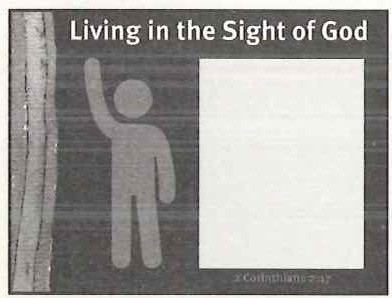 Living in the Sight of God
2 Corinthians 2:17